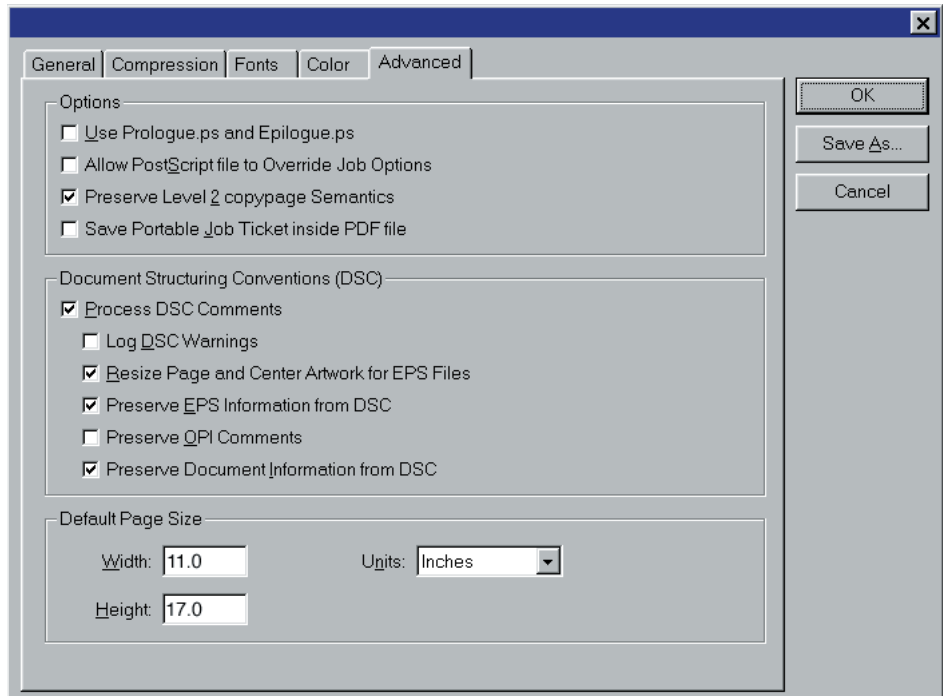 General Compression Fonts Color Advanced
Options
Use Prologue.ps and Epilogue.ps
Allow PostScript file to Override Job Options
Preserve Level 2 copypage Semantics
Save Portable Job Ticket inside PDF file
Document Structuring Conventions (DSC)
Process DSC Comments
Log DSC Warnings
Resize Page and Center Artwork for EPS Files
Preserve EPS Information from DSC
Preserve OPI Comments
Preserve Document Information from DSC
Default Page Size
Width: 11.0 Units: Inches
Height: 17.0
OK
Save As...
Cancel